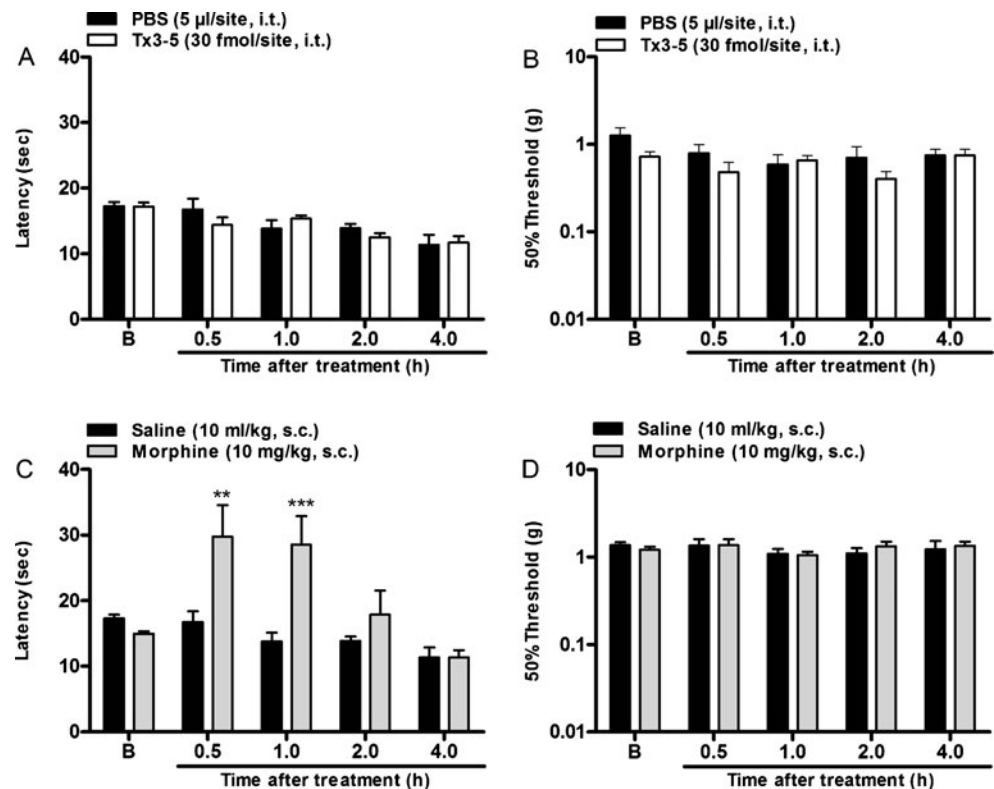 PBS (5 µl/site, i.t.)
Tx3-5 (30 fmol/site, i.t.)
A
40
30
20
10
0
Latency (sec)
B 0.5 1.0 2.0 4.0
Time after treatment (h)
PBS (5 µl/site, i.t.)
Tx3-5 (30 fmol/site, i.t.)
B
10
1
0.1
0.01
50% Threshold (g)
B 0.5 1.0 2.0 4.0
Time after treatment (h)
Saline (10 ml/kg, s.c.)
Morphine (10 mg/kg, s.c.)
C
40
30
20
10
0
Latency (sec)
** ***
B 0.5 1.0 2.0 4.0
Time after treatment (h)
Saline (10 ml/kg, s.c.)
Morphine (10 mg/kg, s.c.)
D
10
1
0.1
0.01
50% Threshold (g)
B 0.5 1.0 2.0 4.0
Time after treatment (h)